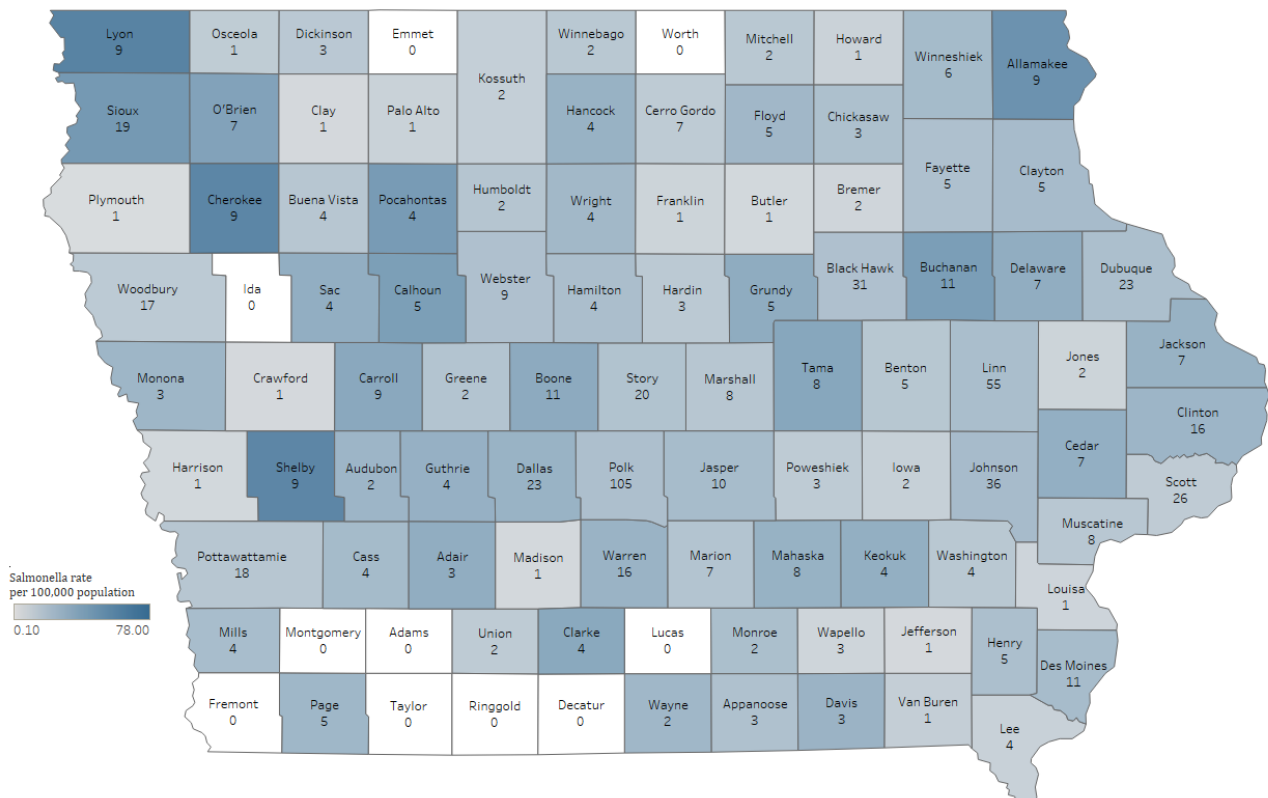 Lyon
9
Osceola
1
Dickinson
3
Emmet
0
Kossuth
2
Winnebago
2
Worth
0
Mitchell
2
Howard
1
Winneshiek
6
Allamakee
9
Sioux
19
O'Brien
7
Clay
1
Palo Alto
1
Hancock
4
Cerro Gordo
7
Floyd
5
Chickasaw
3
Fayette
5
Clayton
5
Plymouth
1
Cherokee
9
Buena Vista
4
Pocahontas
4
Humboldt
2
Wright
4
Franklin
1
Butler
1
Bremer
2
Woodbury
17
Ida
0
Sac
4
Calhoun
5
Webster
9
Hamilton
4
Hardin
3
Grundy
5
Black Hawk
31
Buchanan
11
Delaware
7
Dubuque
23
Monona
3
Crawford
1
Carroll
9
Greene
2
Boone
11
Story
20
Marshall
8
Tama
8
Benton
5
Linn
55
Jones
2
Jackson
7
Clinton
16
Harrison
1
Shelby
9
Audubon
2
Guthrie
4
Dallas
23
Polk
105
Jasper
10
Poweshiek
3
Iowa
2
Johnson
36
Cedar
7
Scott
26
Muscatine
8
Pottawattamie
18
Cass
4
Adair
3
Madison
1
Warren
16
Marion
7
Mahaska
8
Keokuk
4
Washington
4
Louisa
1
.
Salmonella rate
per 100,000 population
0.10 78.00
Mills
4
Montgomery
0
Adams
0
Union
2
Clarke
4
Lucas
0
Monroe
2
Wapello
3
Jefferson
1
Henry
5
Des Moines
11
Fremont
0
Page
5
Taylor
0
Ringgold
0
Decatur
0
Wayne
2
Appanoose
3
Davis
3
Van Buren
1
Lee
4